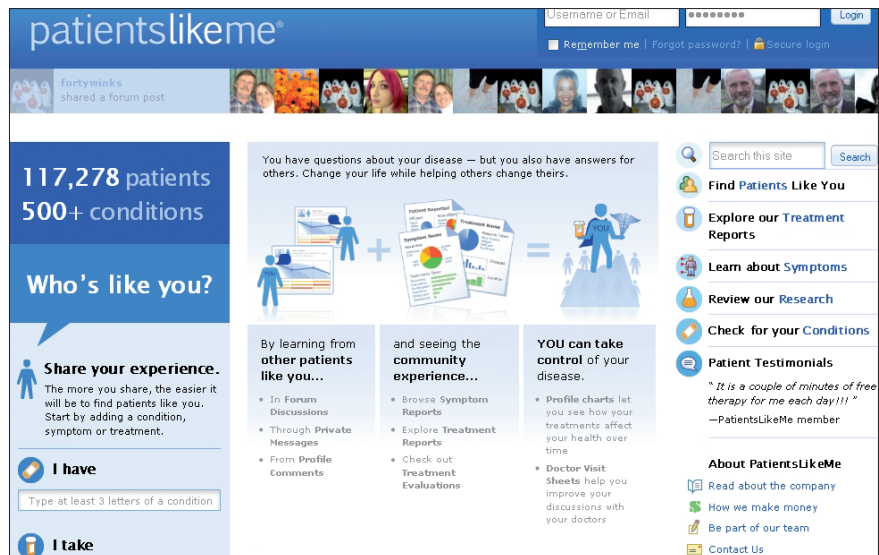 patientslikeme®
Username or Email
Login
Remember me | Forgot password? | Secure login
fortywinks
shared a forum post
117,278 patients
500+ conditions
Who's like you?
Share your experience.
The more you share, the easier it
will be to find patients like you.
Start by adding a condition,
symptom or treatment.
I have
Type at least 3 letters of a condition
I take
You have questions about your disease — but you also have answers for
others. Change your life while helping others change theirs.
YOU
Patient Reported
Symptom Name
Treatment Name
YOU
By learning from
other patients
like you...
• In Forum
Discussions
• Through Private
Messages
• From Profile
Comments
and seeing the
community
experience...
• Browse Symptom
Reports
• Explore Treatment
Reports
• Check out
Treatment
Evaluations
YOU can take
control of your
disease.
• Profile charts let
you see how your
treatments affect
your health over
time
• Doctor Visit
Sheets help you
improve your
discussions with
your doctors
Search this site
Search
Find Patients Like You
Explore our Treatment
Reports
Learn about Symptoms
Review our Research
Check for your Conditions
Patient Testimonials
" It is a couple of minutes of free
therapy for me each day!!! "
—PatientsLikeMe member
About PatientsLikeMe
Read about the company
How we make money
Be part of our team
Contact Us